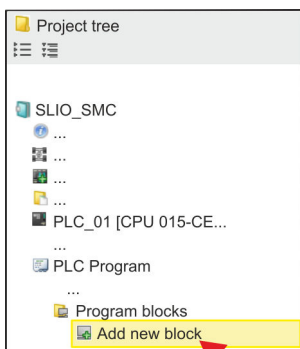 Project tree
SLIO_SMC
...
...
...
...
PLC_01 [CPU 015-CE...
...
PLC Program
...
Program blocks
Add new block